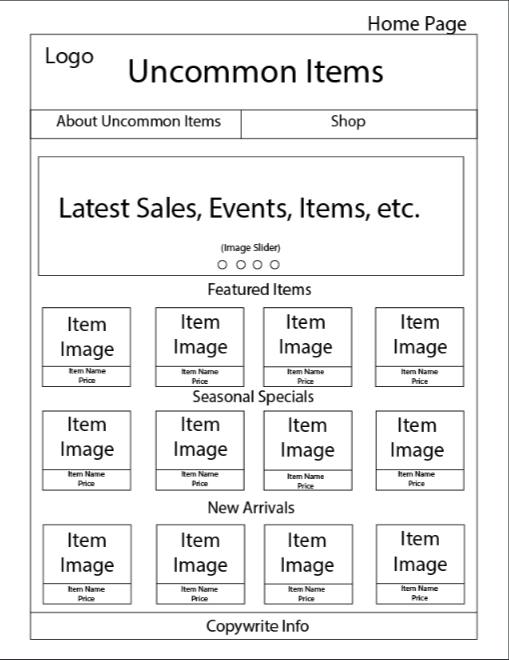 Home Page
Logo
Uncommon Items
About Uncommon Items
Shop
Latest Sales, Events, Items, etc.
(Image Slider)
Featured Items
Item
Image
Item Name
Price
Item
Image
Item Name
Price
Item
Image
Item Name
Price
Item
Image
Item Name
Price
Seasonal Specials
Item
Image
Item Name
Price
Item
Image
Item Name
Price
Item
Image
Item Name
Price
Item
Image
Item Name
Price
New Arrivals
Item
Image
Item Name
Price
Item
Image
Item Name
Price
Item
Image
Item Name
Price
Item
Image
Item Name
Price
Copywrite Info